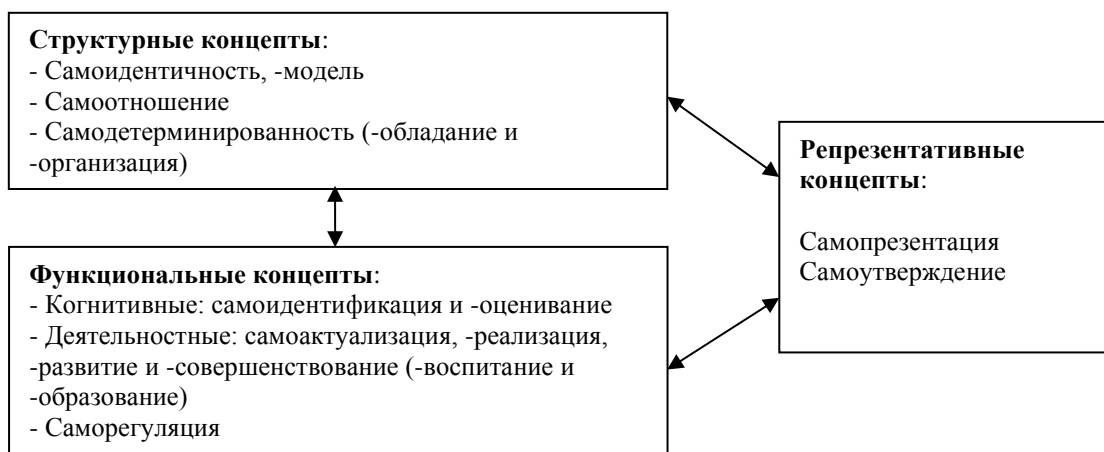 Структурные концепты:
- Самоидентичность, -модель
- Самоотношение
- Самодетерминированность (-обладание и
-организация)
Репрезентативные
концепты:
Самопрезентация
Самоутверждение
Функциональные концепты:
- Когнитивные: самоидентификация и -оценивание
- Деятельностные: самоактуализация, -реализация,
-развитие и -совершенствование (-воспитание и
-образование)
- Саморегуляция